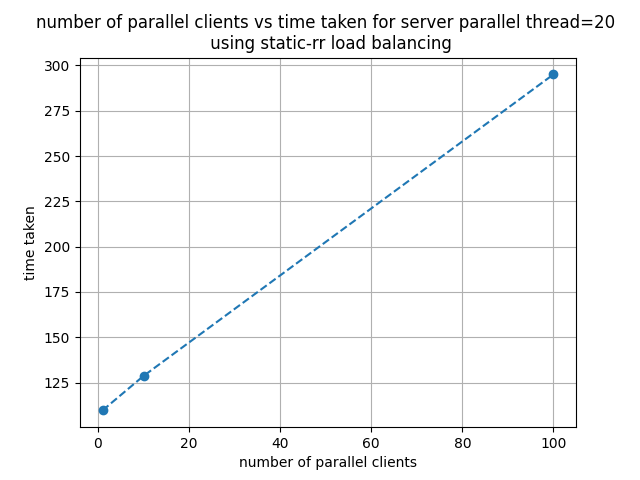 number of parallel clients vs time taken for server parallel thread=20
using static-rr load balancing
300
275
250
225
200
175
150
125
time taken
0 20 40 60 80 100
number of parallel clients